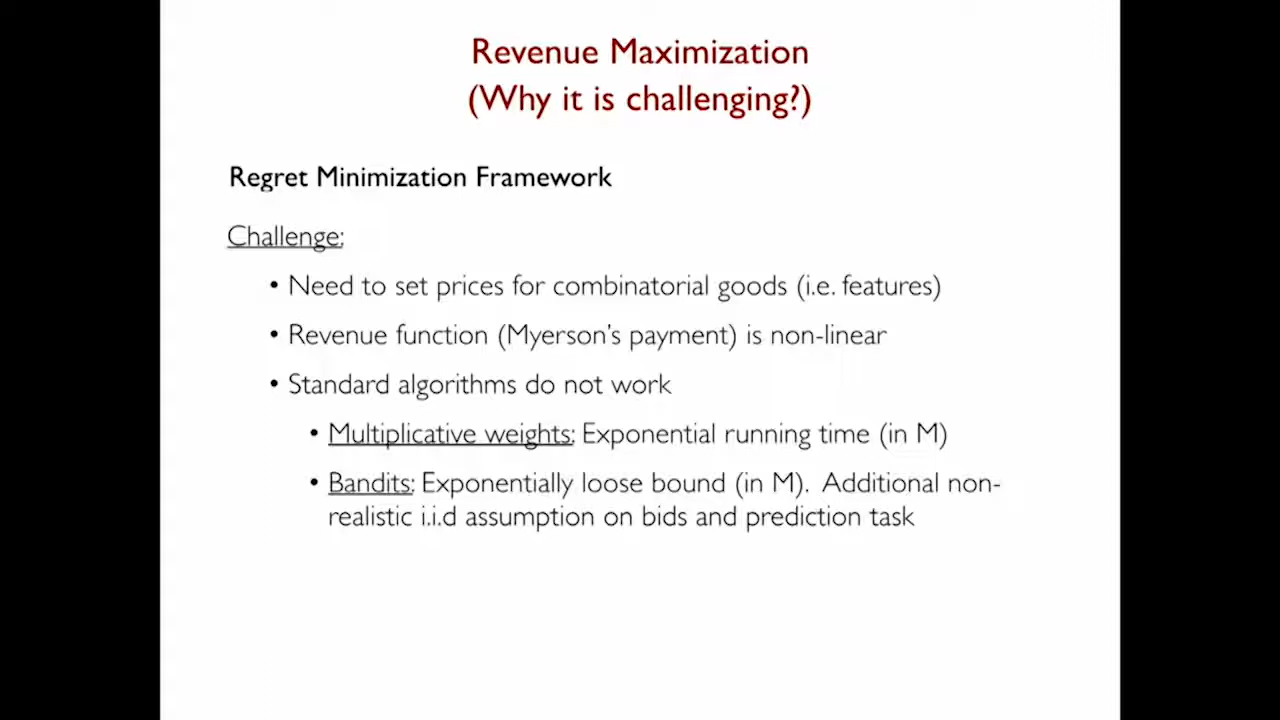 Revenue Maximization
(Why it is challenging?)
Regret Minimization Framework
Challenge:
• Need to set prices for combinatorial goods (i.e. features)
• Revenue function (Myerson's payment) is non-linear
• Standard algorithms do not work
• Multiplicative weights: Exponential running time (in M)
• Bandits: Exponentially loose bound (in M). Additional non-
realistic i.i.d assumption on bids and prediction task